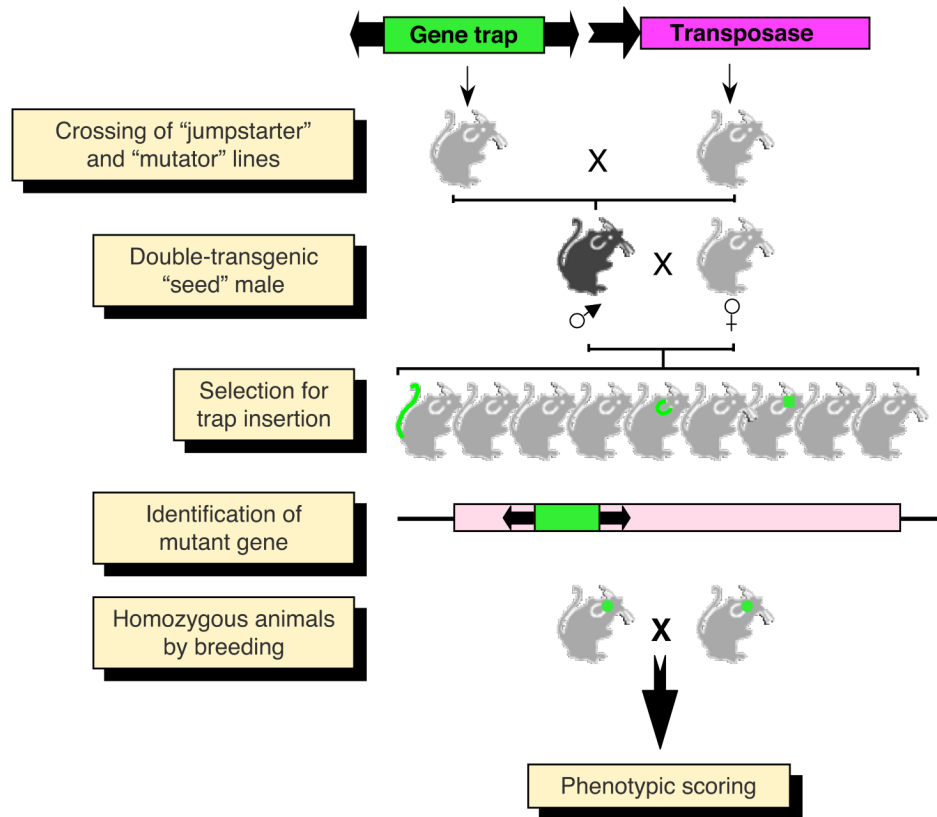 Gene trap
Transposase
Crossing of “jumpstarter”
and “mutator” lines
X
Double-transgenic
“seed” male
X
♂
♀
Selection for
trap insertion
Identification of
mutant gene
Homozygous animals
by breeding
X
Phenotypic scoring